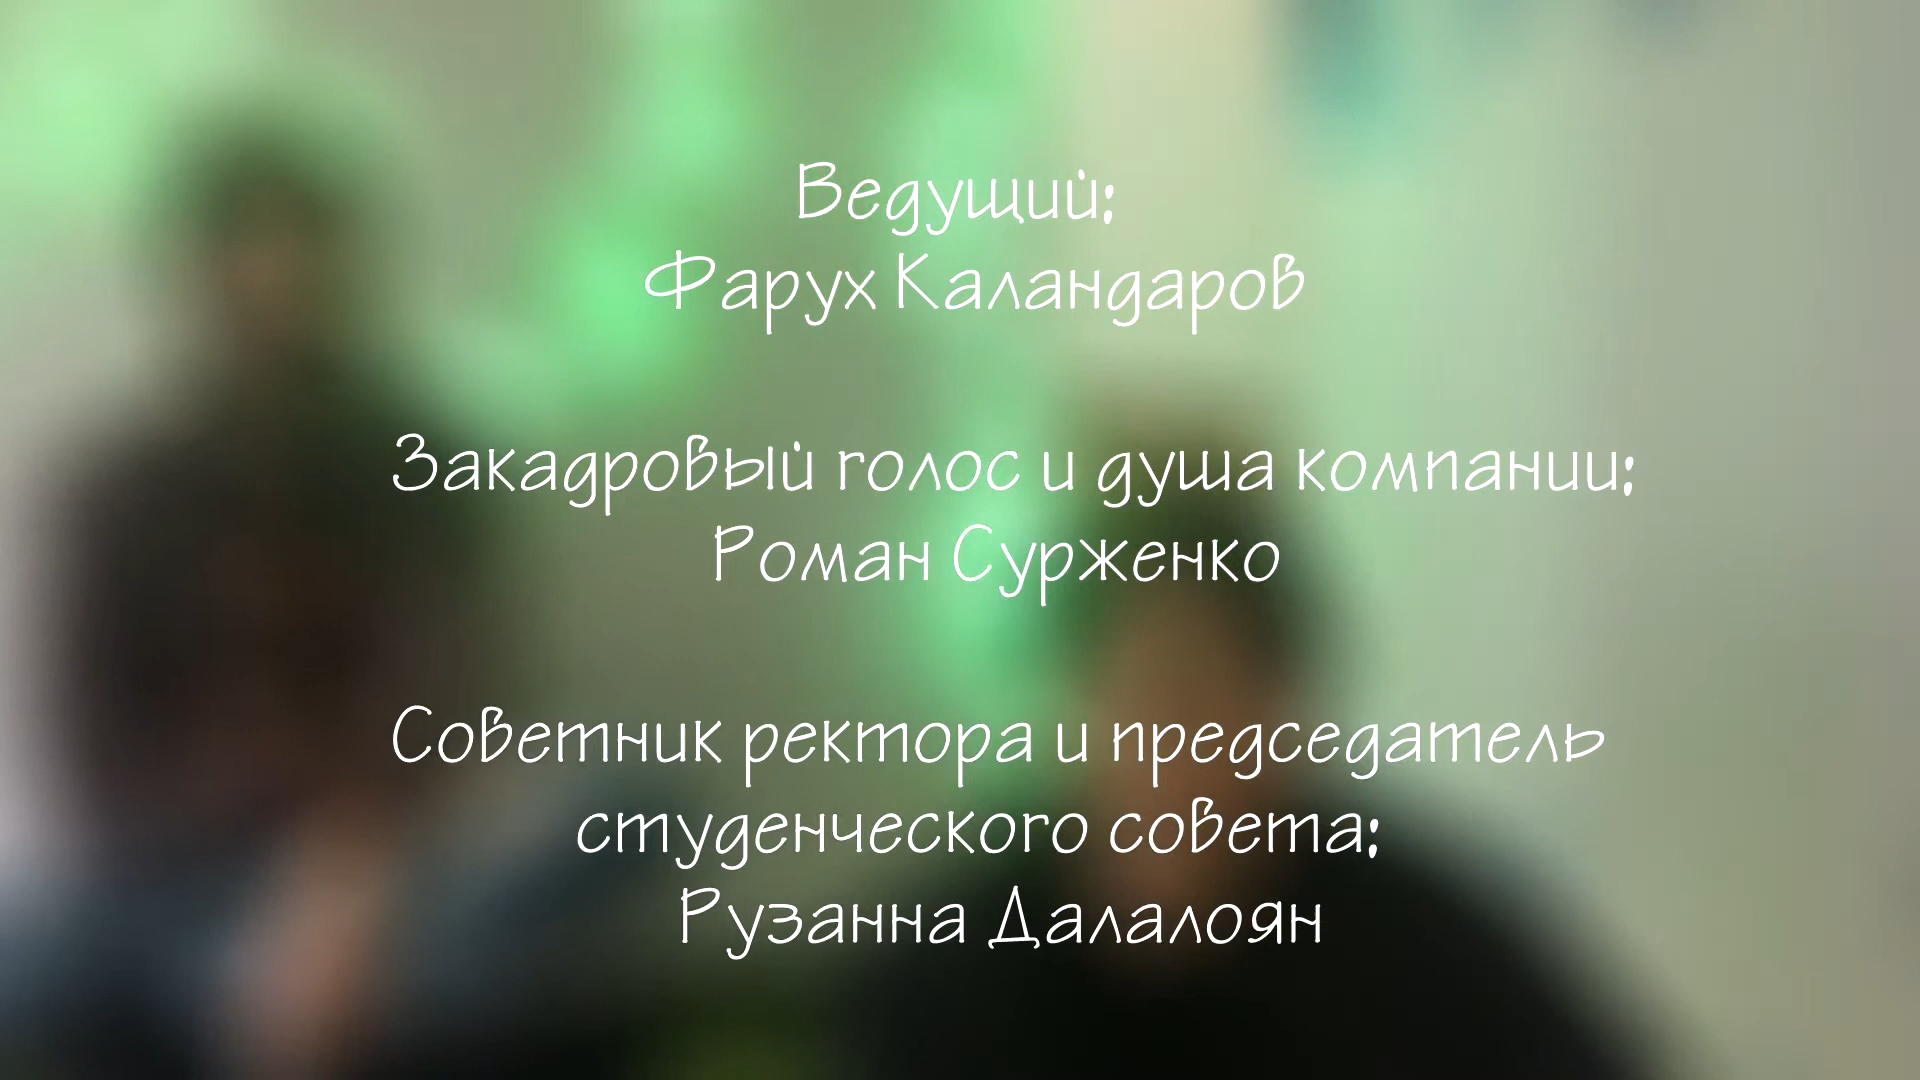 Ведущий:
Фарух Каландаров
Закадровый голос и душа компании:
Роман Сурженко
Советник ректора и председатель
студенческого совета:
Рузанна Далалоян